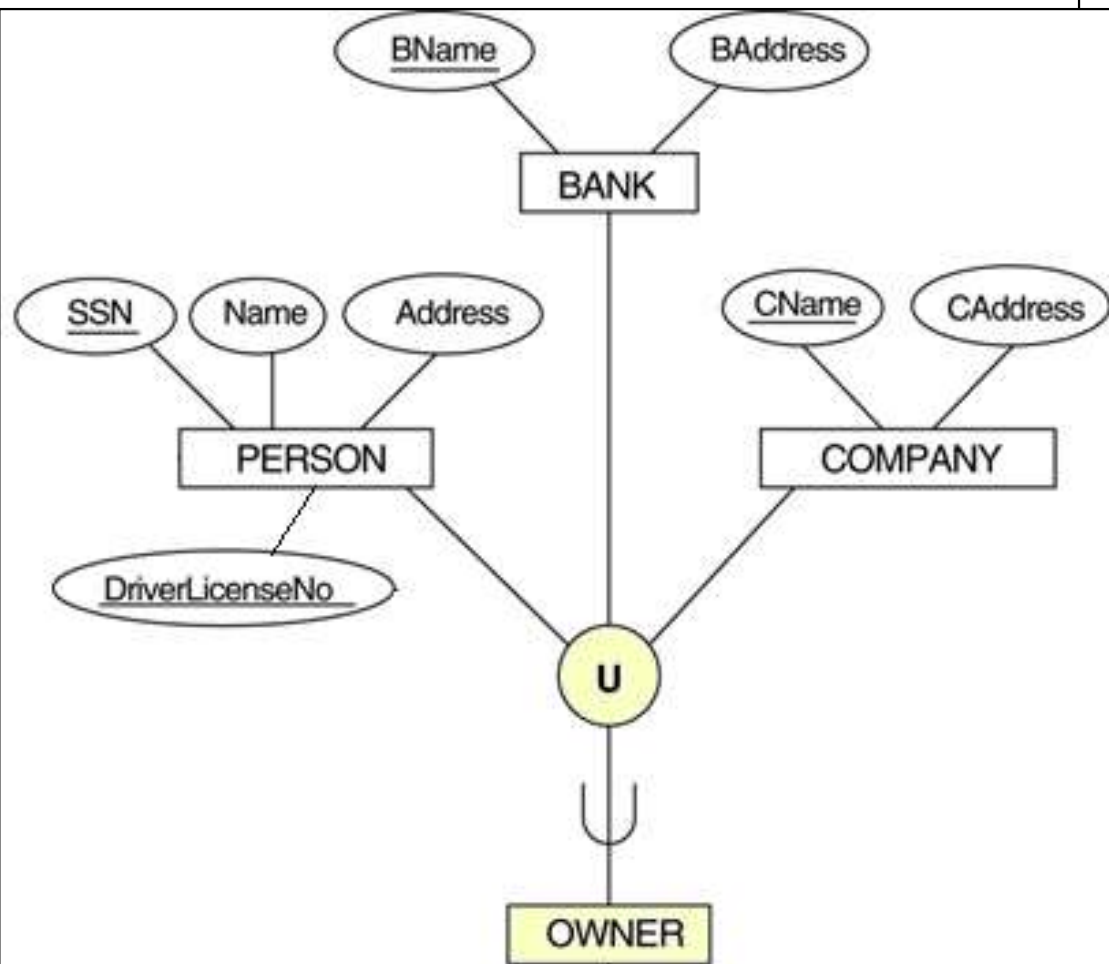 BName
BAddress
BANK
SSN
Name
Address
CName
CAddress
PERSON
COMPANY
DriverLicenseNo
U
OWNER